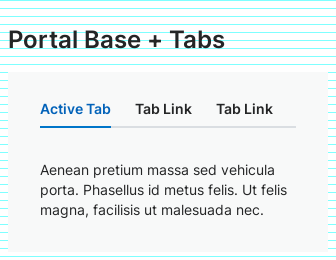 Portal Base + Tabs
Active Tab Tab Link Tab Link
Aenean pretium massa sed vehicula
porta. Phasellus id metus felis. Ut felis
magna, facilisis ut malesuada nec.